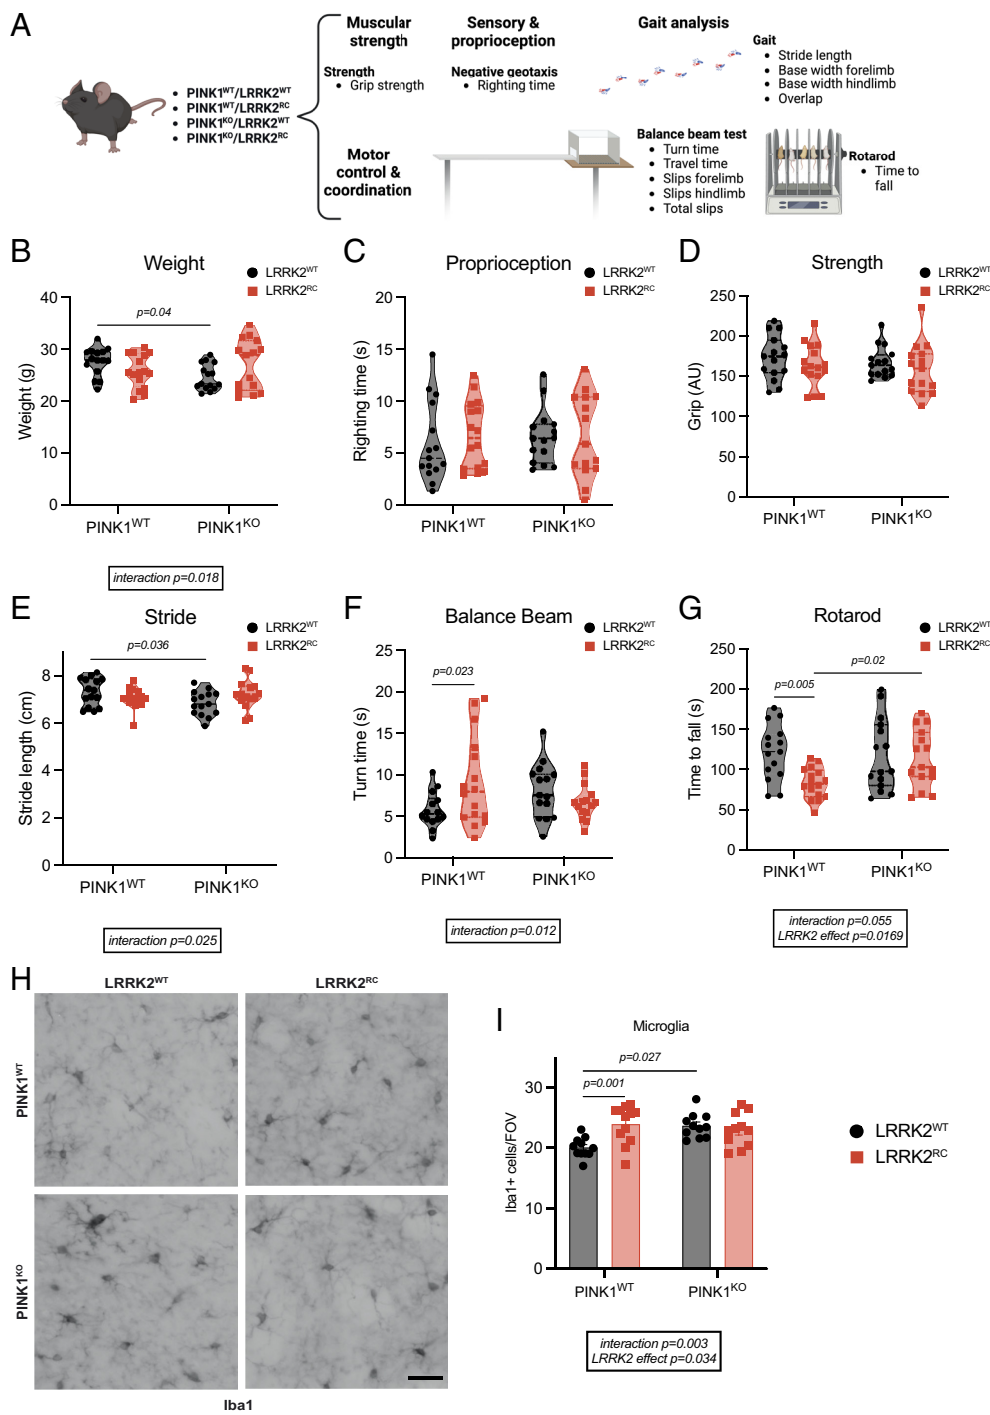 A
PINK1WT/LRRK2WT
PINK1WT/LRRK2RC
PINK1KO/LRRK2WT
PINK1KO/LRRK2RC
Muscular
strength
Strength
• Grip strength
Sensory &
proprioception
Negative geotaxis
• Righting time
Gait analysis
Gait
• Stride length
• Base width forelimb
• Base width hindlimb
• Overlap
Motor
control &
coordination
Balance beam test
• Turn time
• Travel time
• Slips forelimb
• Slips hindlimb
• Total slips
Rotarod
• Time to
fall
B
Weight
LRRK2WT
LRRK2RC
p=0.04
Weight (g)
40
30
20
10
0
PINK1WT
PINK1KO
interaction p=0.018
C
Proprioception
LRRK2WT
LRRK2RC
Righting time (s)
20
15
10
5
0
PINK1WT
PINK1KO
D
Strength
LRRK2WT
LRRK2RC
Grip (AU)
250
200
150
100
50
0
PINK1WT
PINK1KO
E
Stride
LRRK2WT
LRRK2RC
p=0.036
Stride length (cm)
8
6
4
2
0
PINK1WT
PINK1KO
interaction p=0.025
F
Balance Beam
LRRK2WT
LRRK2RC
p=0.023
Turn time (s)
25
20
15
10
5
0
PINK1WT
PINK1KO
interaction p=0.012
G
Rotarod
LRRK2WT
LRRK2RC
p=0.02
p=0.005
Time to fall (s)
250
200
150
100
50
0
PINK1WT
PINK1KO
interaction p=0.055
LRRK2 effect p=0.0169
H
LRRK2WT
LRRK2RC
PINK1WT
PINK1KO
Iba1
I
Microglia
p=0.027
p=0.001
Iba1+ cells/FOV
30
20
10
0
PINK1WT
PINK1KO
LRRK2WT
LRRK2RC
interaction p=0.003
LRRK2 effect p=0.034